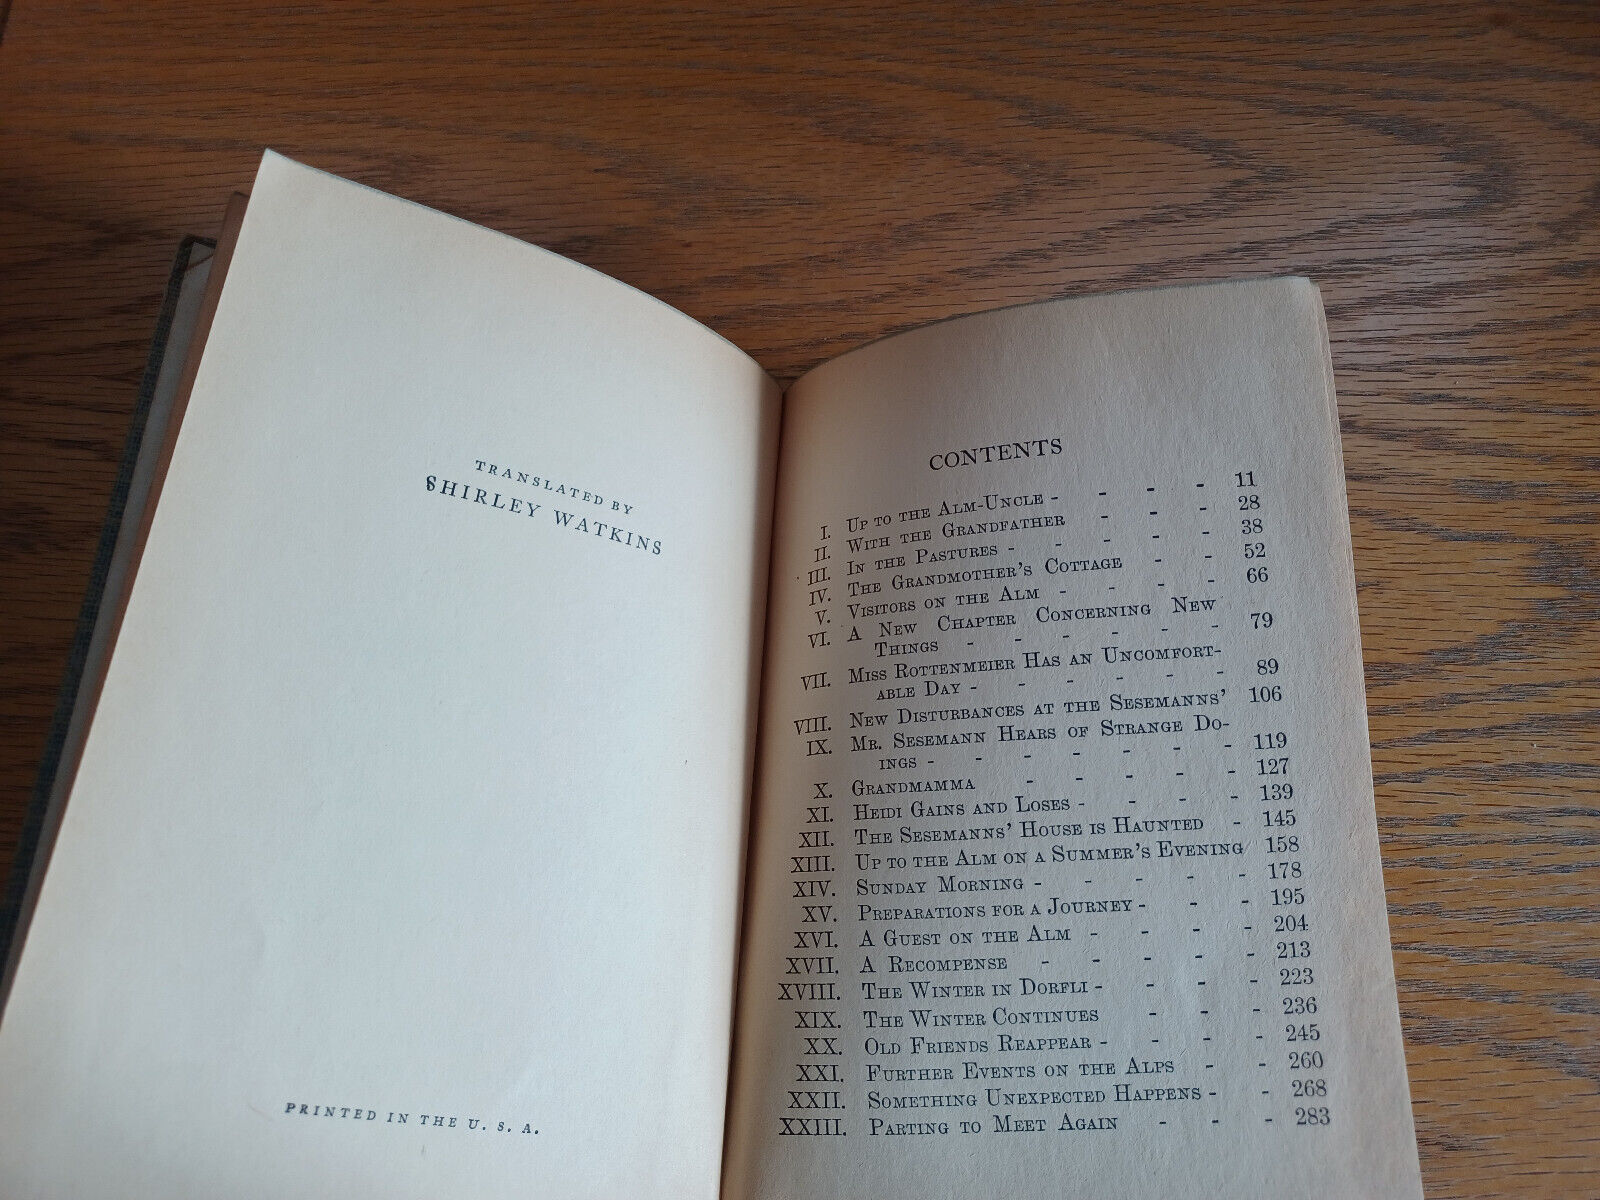 TRANSLATED BY
SHIRLEY WATKINS
PRINTED IN THE U. S. A.
CONTENTS
I. UP TO THE ALM-UNCLE - - - - 11
II. WITH THE GRANDFATHER - - - 28
III. IN THE PASTURES - - - - - 38
IV. THE GRANDMOTHER'S COTTAGE - - 52
V. VISITORS ON THE ALM - - - - 66
VI. A NEW CHAPTER CONCERNING NEW
THINGS - - - - - - 79
VII. MISS ROTTENMEIER HAS AN UNCOMFORT-
ABLE DAY - - - - - - 89
VIII. NEW DISTURBANCES AT THE SESEMANNS' 106
IX. MR. SESEMANN HEARS OF STRANGE DO-
INGS - - - - - - - 119
X. GRANDMAMMA - - - - - 127
XI. HEIDI GAINS AND LOSES - - - - 139
XII. THE SESEMANNS' HOUSE IS HAUNTED - 145
XIII. UP TO THE ALM ON A SUMMER'S EVENING 158
XIV. SUNDAY MORNING - - - - - 178
XV. PREPARATIONS FOR A JOURNEY - - - 195
XVI. A GUEST ON THE ALM - - - - 204
XVII. A RECOMPENSE - - - - - 213
XVIII. THE WINTER IN DORFLI - - - - 223
XIX. THE WINTER CONTINUES - - - 236
XX. OLD FRIENDS REAPPEAR - - - - 245
XXI. FURTHER EVENTS ON THE ALPS - - 260
XXII. SOMETHING UNEXPECTED HAPPENS - - 268
XXIII. PARTING TO MEET AGAIN - - - 283